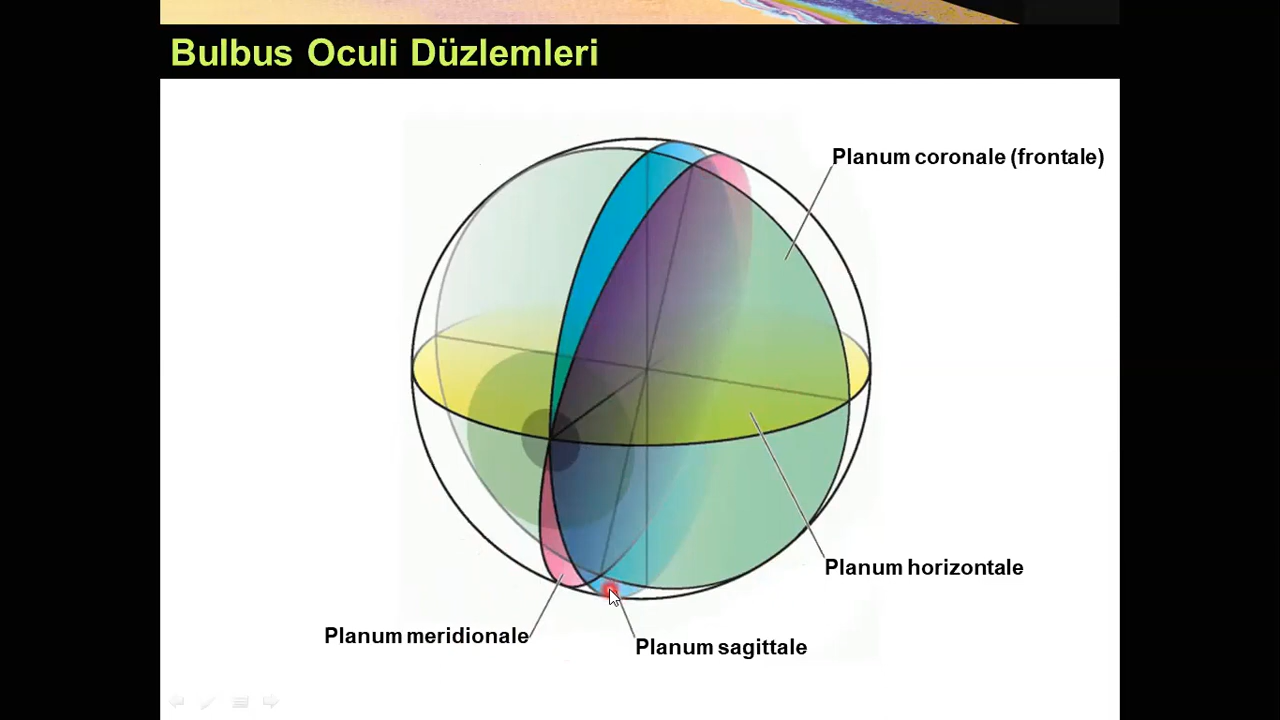 Bulbus Oculi Düzlemleri
Planum coronale (frontale)
Planum horizontale
Planum meridionale
Planum sagittale